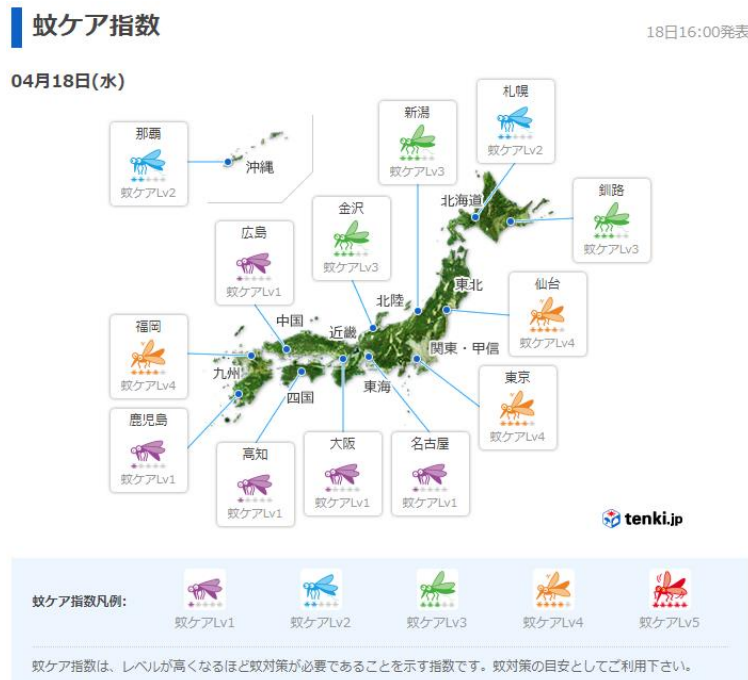 蚊ケア指数
18日16:00発表
04月18日(水)
札幌
蚊ケアLv2
新潟
蚊ケアLv3
那覇
蚊ケアLv2
沖縄
釧路
蚊ケアLv3
北海道
金沢
蚊ケアLv3
広島
蚊ケアLv1
仙台
蚊ケアLv4
東北
北陸
福岡
蚊ケアLv4
中国
近畿
関東・甲信
九州
東海
四国
東京
蚊ケアLv4
鹿児島
蚊ケアLv1
高知
蚊ケアLv1
大阪
蚊ケアLv1
名古屋
蚊ケアLv1
tenki.jp
蚊ケア指数凡例:
蚊ケアLv1
蚊ケアLv2
蚊ケアLv3
蚊ケアLv4
蚊ケアLv5
蚊ケア指数は、レベルが高くなるほど蚊対策が必要であることを示す指数です。蚊対策の目安としてご利用下さい。